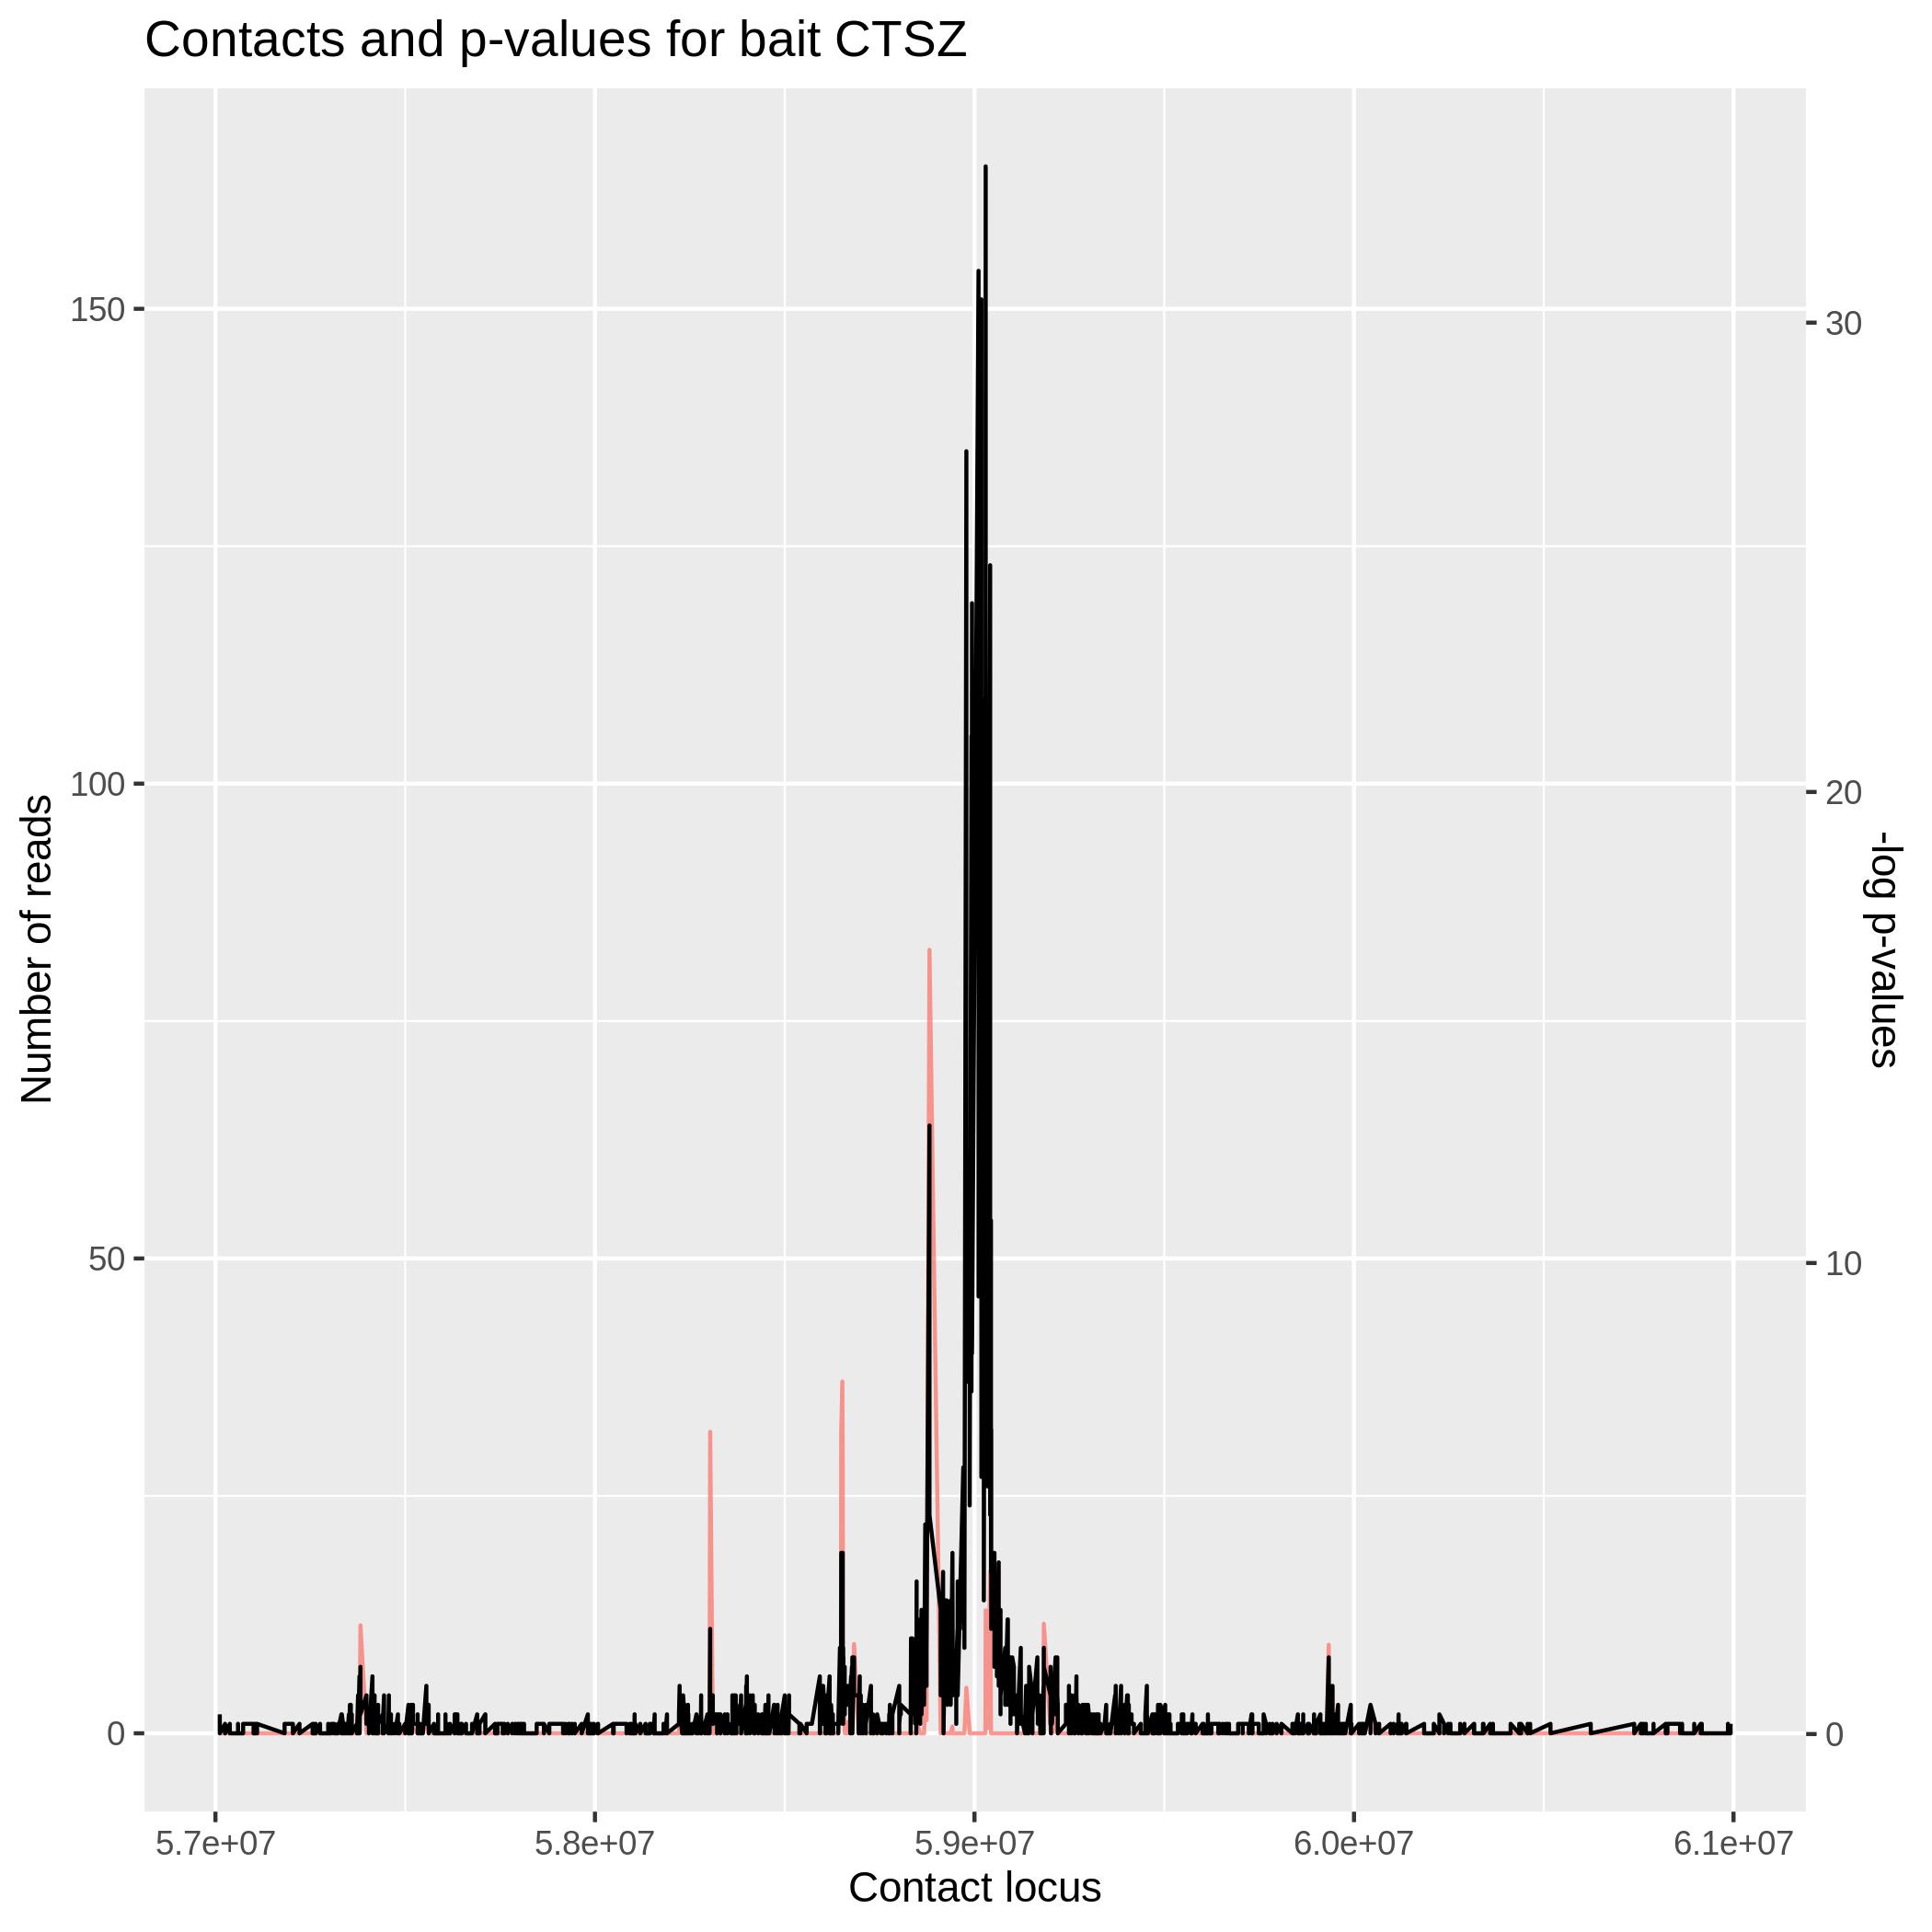 Contacts and p-values for bait CTSZ
Number of reads
150
100
50
0
30
20
10
0
-log p-values
5.7e+07 5.8e+07 5.9e+07 6.0e+07 6.1e+07
Contact locus